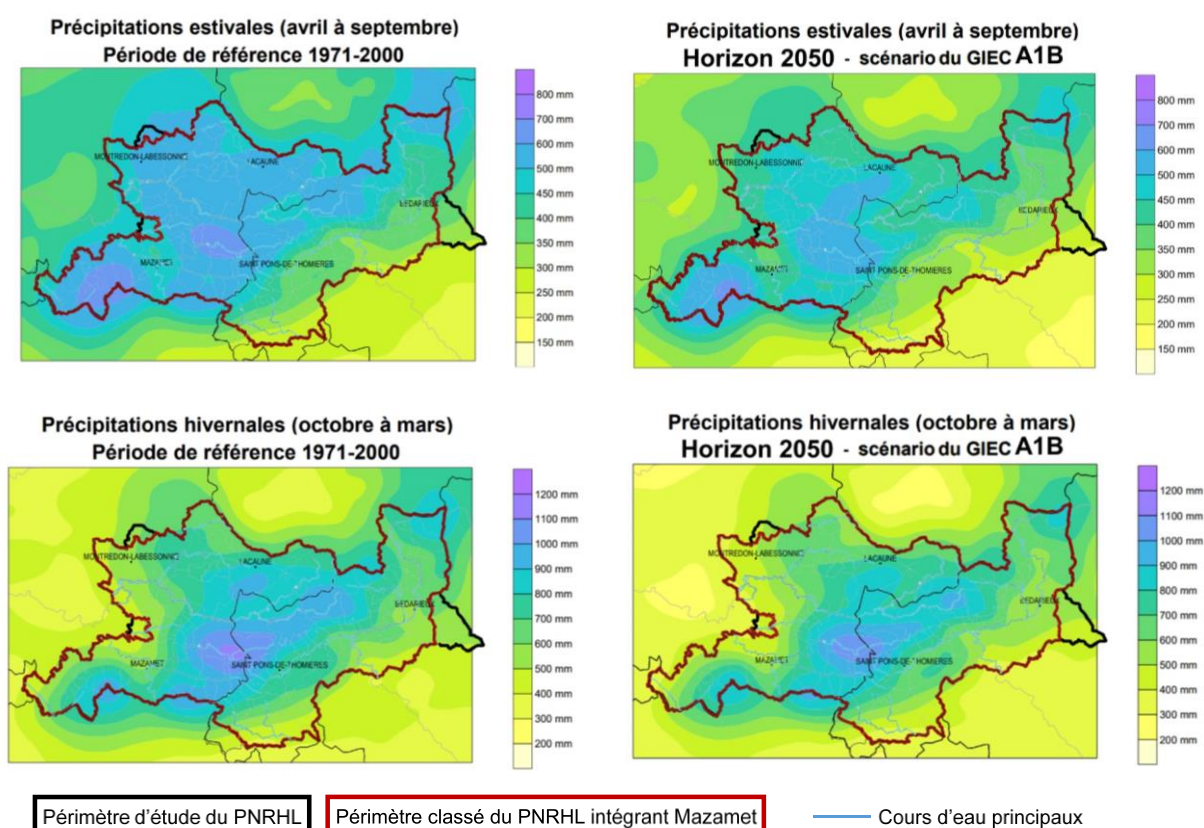 Précipitations estivales (avril à septembre)
Période de référence 1971-2000
800 mm
700 mm
600 mm
500 mm
450 mm
400 mm
350 mm
300 mm
250 mm
200 mm
150 mm
MONTREDON-LABESSONNIE
LACAUNE
BEDARIEUX
MAZAMET
SAINT PONS-DE-THOMIERES
Précipitations estivales (avril à septembre)
Horizon 2050 - scénario du GIEC A1B
800 mm
700 mm
600 mm
500 mm
450 mm
400 mm
350 mm
300 mm
250 mm
200 mm
150 mm
MONTREDON-LABESSONNIE
LACAUNE
BEDARIEUX
MAZAMET
SAINT PONS-DE-THOMIERES
Précipitations hivernales (octobre à mars)
Période de référence 1971-2000
1200 mm
1100 mm
1000 mm
900 mm
800 mm
700 mm
600 mm
500 mm
400 mm
300 mm
200 mm
MONTREDON-LABESSONNIE
LACAUNE
BEDARIEUX
MAZAMET
SAINT PONS-DE-THOMIERES
Précipitations hivernales (octobre à mars)
Horizon 2050 - scénario du GIEC A1B
1200 mm
1100 mm
1000 mm
900 mm
800 mm
700 mm
600 mm
500 mm
400 mm
300 mm
200 mm
MONTREDON-LABESSONNIE
LACAUNE
BEDARIEUX
MAZAMET
SAINT PONS-DE-THOMIERES
Périmètre d'étude du PNRHL
Périmètre classé du PNRHL intégrant Mazamet
Cours d'eau principaux